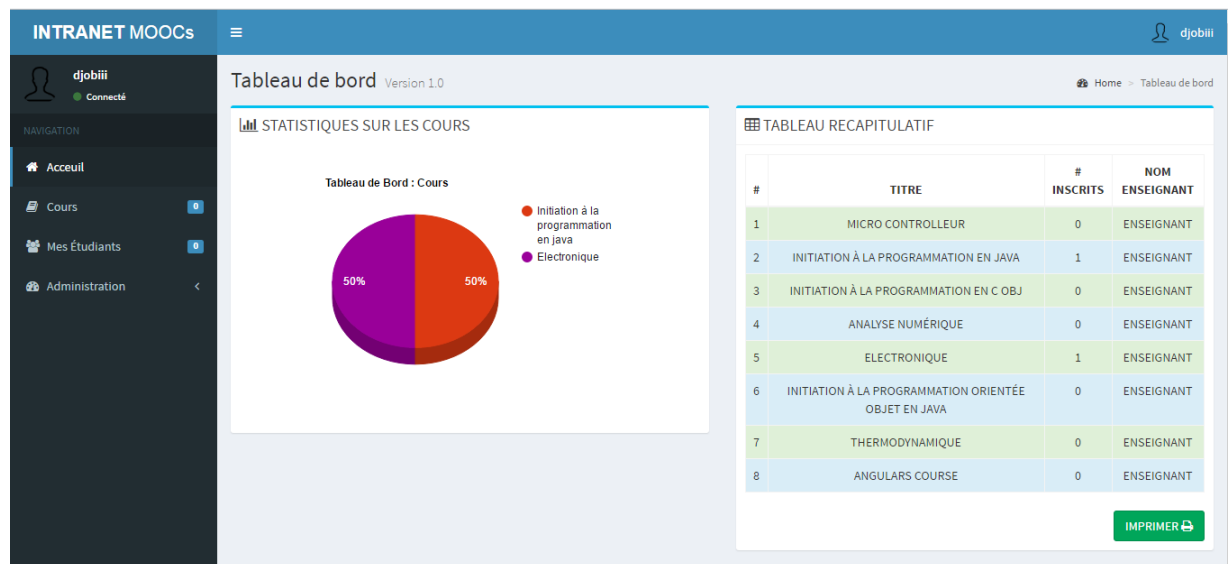 INTRANET MOOCs
djobiii
djobiii
Connecté
NAVIGATION
Acceuil
Cours 0
Mes Étudiants 0
Administration
Tableau de bord Version 1.0
Home > Tableau de bord
STATISTIQUES SUR LES COURS
Tableau de Bord : Cours
50%
50%
Initiation à la
programmation
en java
Electronique
TABLEAU RECAPITULATIF
# TITRE # INSCRITS NOM ENSEIGNANT
1 MICRO CONTROLLEUR 0 ENSEIGNANT
2 INITIATION À LA PROGRAMMATION EN JAVA 1 ENSEIGNANT
3 INITIATION À LA PROGRAMMATION EN C OBJ 0 ENSEIGNANT
4 ANALYSE NUMÉRIQUE 0 ENSEIGNANT
5 ELECTRONIQUE 1 ENSEIGNANT
6 INITIATION À LA PROGRAMMATION ORIENTÉE OBJET EN JAVA 0 ENSEIGNANT
7 THERMODYNAMIQUE 0 ENSEIGNANT
8 ANGULARS COURSE 0 ENSEIGNANT
IMPRIMER